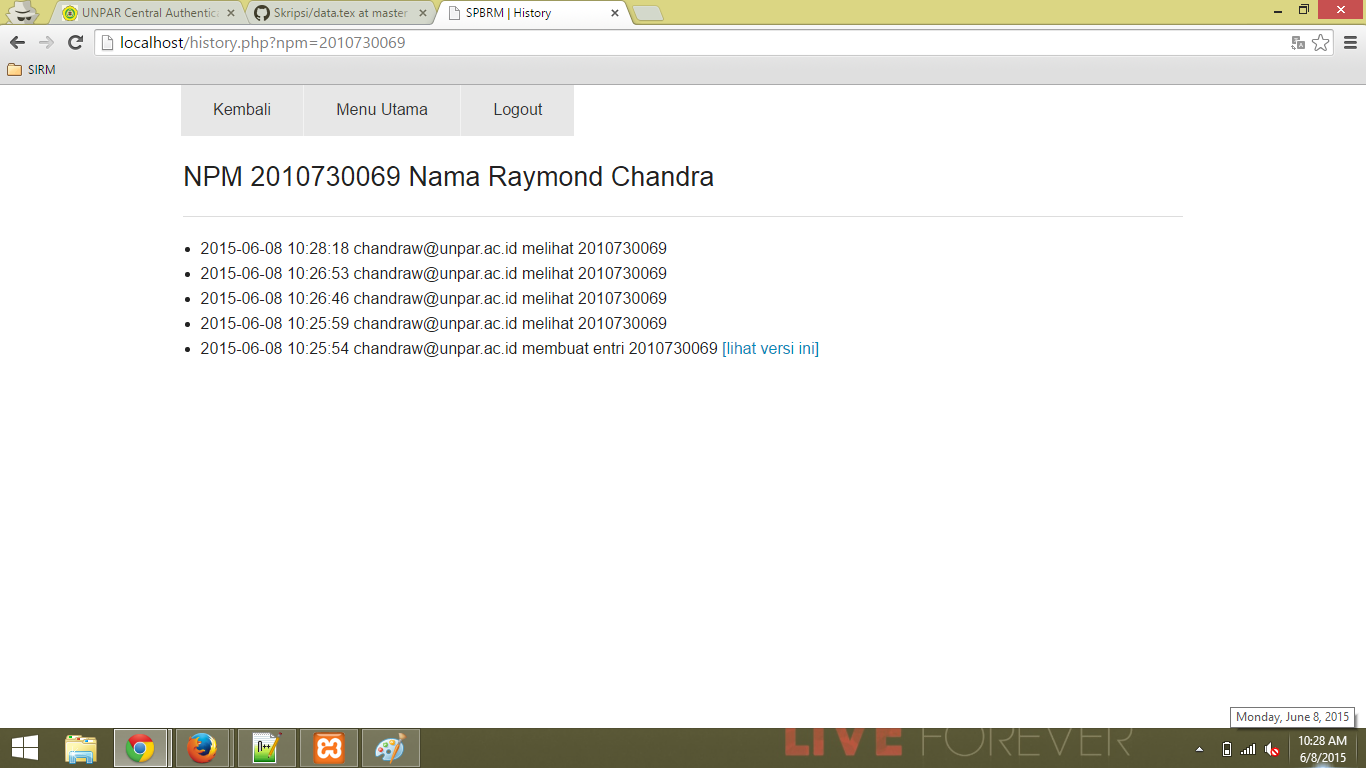 UNPAR Central Authentica
Skripsi/data.tex at master
SPBRM | History
localhost/history.php?npm=2010730069
SIRM
Kembali Menu Utama Logout
NPM 2010730069 Nama Raymond Chandra
2015-06-08 10:28:18 chandraw@unpar.ac.id melihat 2010730069
2015-06-08 10:26:53 chandraw@unpar.ac.id melihat 2010730069
2015-06-08 10:26:46 chandraw@unpar.ac.id melihat 2010730069
2015-06-08 10:25:59 chandraw@unpar.ac.id melihat 2010730069
2015-06-08 10:25:54 chandraw@unpar.ac.id membuat entri 2010730069 [lihat versi ini]
Monday, June 8, 2015
LIVE FOREVER
10:28 AM
6/8/2015